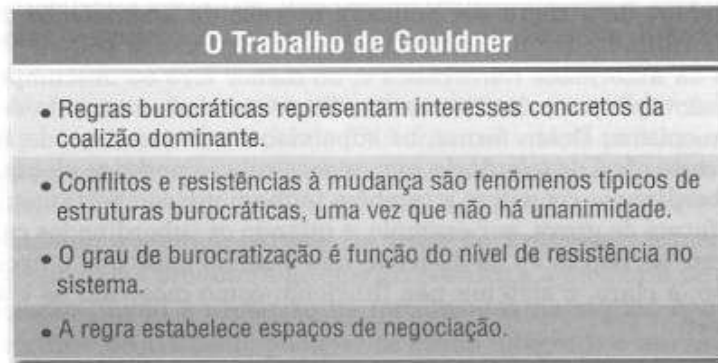 O Trabalho de Gouldner
• Regras burocráticas representam interesses concretos da
coalizão dominante.
• Conflitos e resistências à mudança são fenômenos típicos de
estruturas burocráticas, uma vez que não há unanimidade.
• O grau de burocratização é função do nível de resistência no
sistema.
• A regra estabelece espaços de negociação.